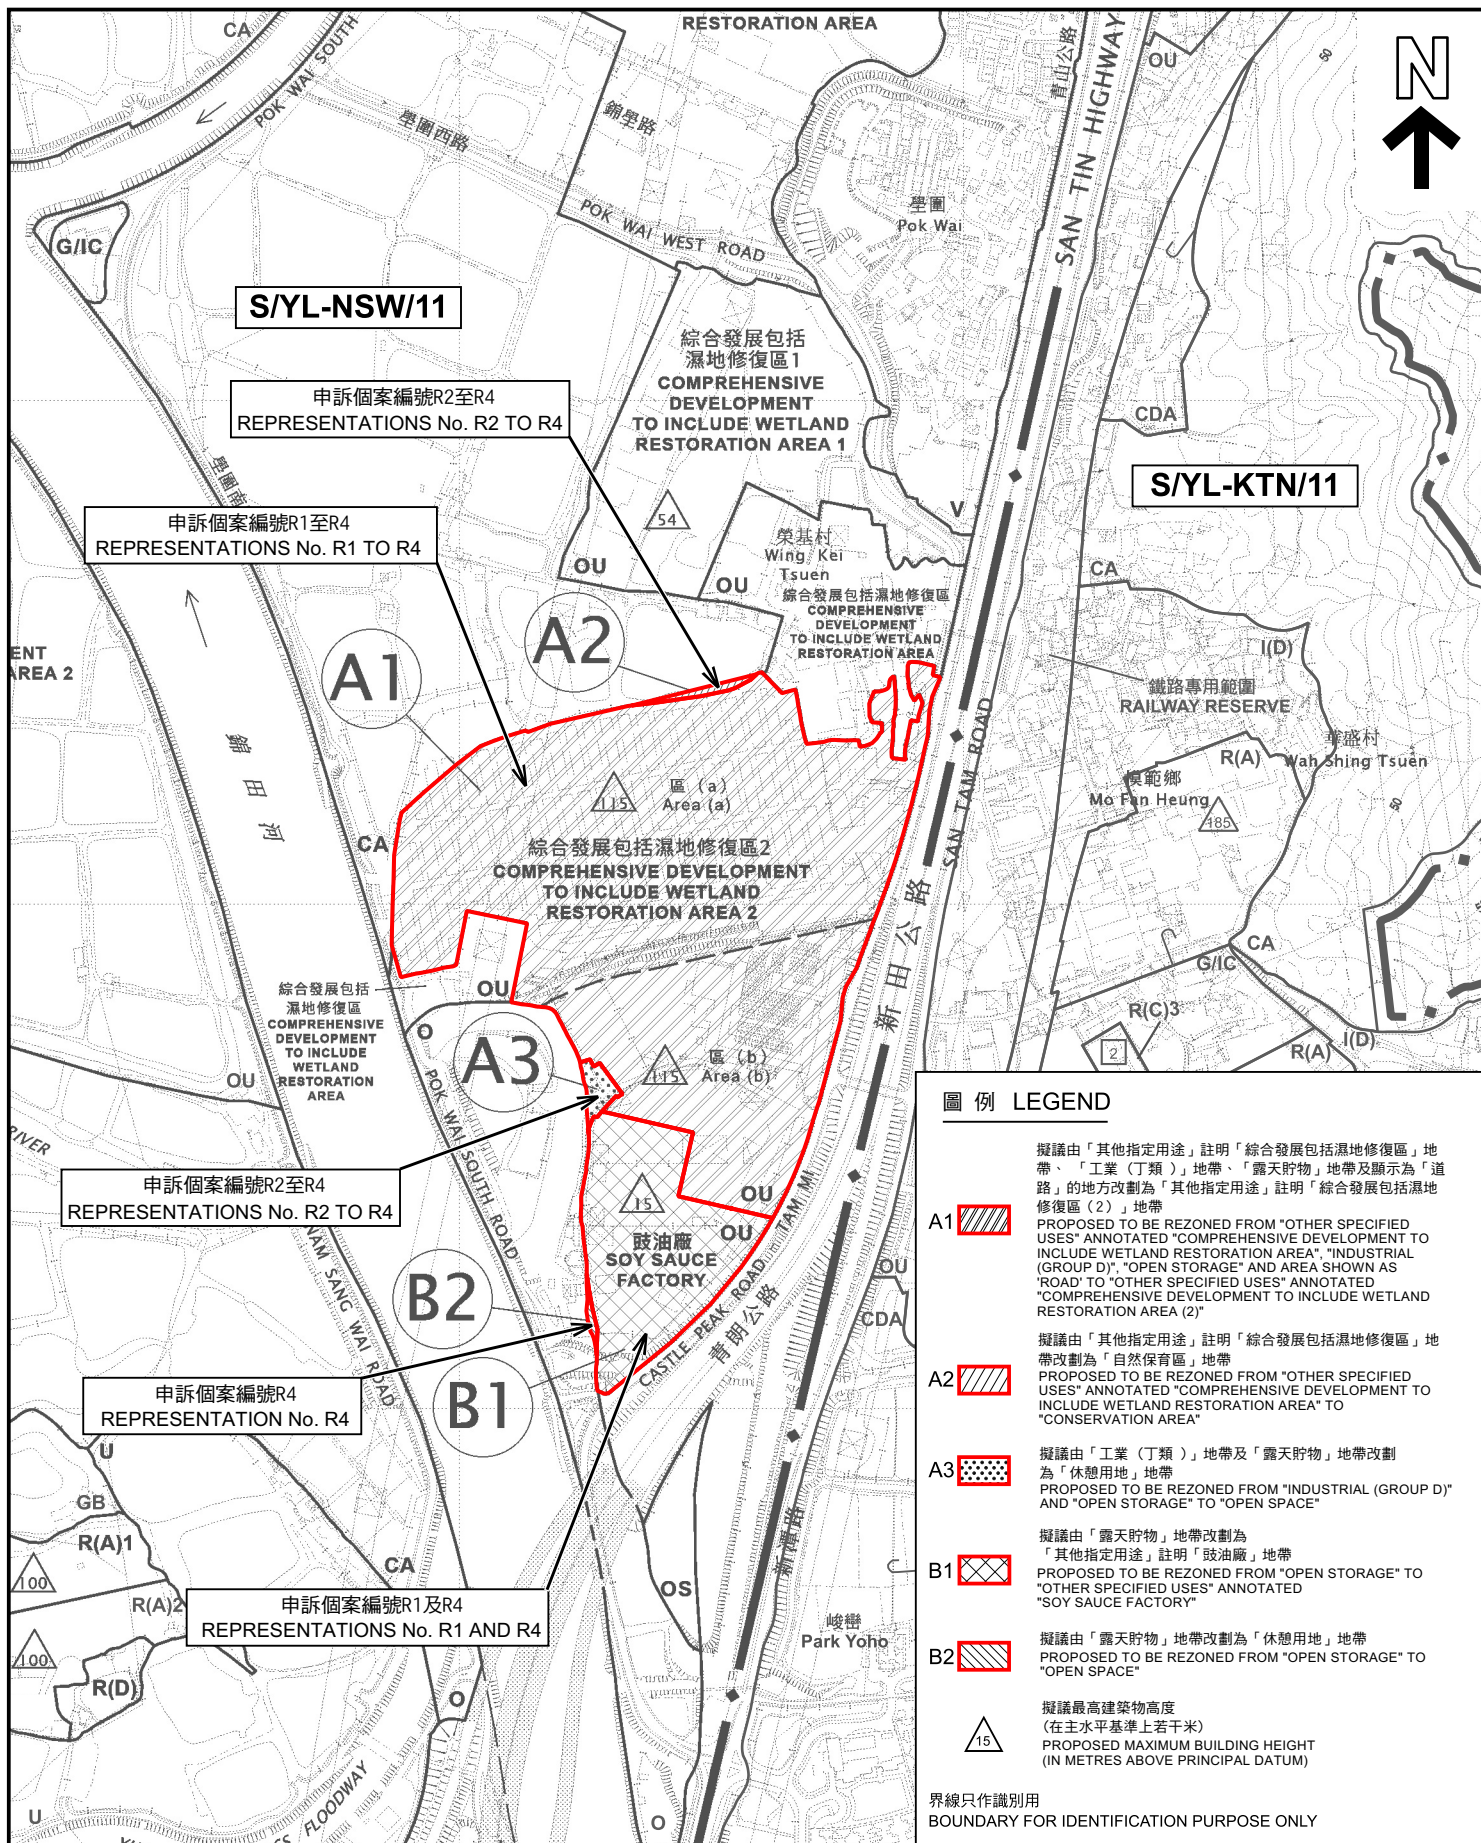 RESTORATION AREA
CA
POK WAI SOUTH
壆圍西路
錦壆路
青山公路
SAN TIN HIGHWAY
OU
50
N
POK WAI WEST ROAD
壆圍
Pok Wai
G/IC
S/YL-NSW/11
綜合發展包括
濕地修復區1
COMPREHENSIVE
DEVELOPMENT
TO INCLUDE WETLAND
RESTORATION AREA 1
申訴個案編號R2至R4
REPRESENTATIONS No. R2 TO R4
CDA
S/YL-KTN/11
壆圍南
申訴個案編號R1至R4
REPRESENTATIONS No. R1 TO R4
54
V
榮基村
Wing Kei
Tsuen
OU
OU
CA
綜合發展包括濕地修復區
COMPREHENSIVE
DEVELOPMENT
TO INCLUDE WETLAND
RESTORATION AREA
A2
A1
ENT
AREA 2
I(D)
鐵路專用範圍
RAILWAY RESERVE
錦田河
SAN TAM ROAD
華盛村
Wah Shing Tsuen
R(A)
模範鄉
Mo Fan Heung
185
50
115
區 (a)
Area (a)
CA
綜合發展包括濕地修復區2
COMPREHENSIVE DEVELOPMENT
TO INCLUDE WETLAND
RESTORATION AREA 2
新田公路
CA
G/IC
OU
綜合發展包括
濕地修復區
COMPREHENSIVE
DEVELOPMENT
TO INCLUDE
WETLAND
RESTORATION
AREA
O
R(C)3
2
R(A)
I(D)
A3
115
區 (b)
Area (b)
OU
POK WAI SOUTH ROAD
RIVER
申訴個案編號R2至R4
REPRESENTATIONS No. R2 TO R4
NAM SANG WAI ROAD
15
OU
OU
豉油廠
SOY SAUCE
FACTORY
CASTLE PEAK ROAD - TAM MI
青朗公路
OU
CDA
B2
B1
申訴個案編號R4
REPRESENTATION No. R4
U
GB
R(A)1
100
CA
R(A)2
OS
新潭路
申訴個案編號R1及R4
REPRESENTATIONS No. R1 AND R4
100
R(D)
O
峻巒
Park Yoho
U
FLOODWAY
O
圖 例 LEGEND
A1
擬議由「其他指定用途」註明「綜合發展包括濕地修復區」地
帶、「工業（丁類）」地帶、「露天貯物」地帶及顯示為「道
路」的地方改劃為「其他指定用途」註明「綜合發展包括濕地
修復區（2）」地帶
PROPOSED TO BE REZONED FROM "OTHER SPECIFIED
USES" ANNOTATED "COMPREHENSIVE DEVELOPMENT TO
INCLUDE WETLAND RESTORATION AREA", "INDUSTRIAL
(GROUP D)", "OPEN STORAGE" AND AREA SHOWN AS
'ROAD' TO "OTHER SPECIFIED USES" ANNOTATED
"COMPREHENSIVE DEVELOPMENT TO INCLUDE WETLAND
RESTORATION AREA (2)"
A2
擬議由「其他指定用途」註明「綜合發展包括濕地修復區」地
帶改劃為「自然保育區」地帶
PROPOSED TO BE REZONED FROM "OTHER SPECIFIED
USES" ANNOTATED "COMPREHENSIVE DEVELOPMENT TO
INCLUDE WETLAND RESTORATION AREA" TO
"CONSERVATION AREA"
A3
擬議由「工業（丁類）」地帶及「露天貯物」地帶改劃
為「休憩用地」地帶
PROPOSED TO BE REZONED FROM "INDUSTRIAL (GROUP D)"
AND "OPEN STORAGE" TO "OPEN SPACE"
B1
擬議由「露天貯物」地帶改劃為
「其他指定用途」註明「豉油廠」地帶
PROPOSED TO BE REZONED FROM "OPEN STORAGE" TO
"OTHER SPECIFIED USES" ANNOTATED
"SOY SAUCE FACTORY"
B2
擬議由「露天貯物」地帶改劃為「休憩用地」地帶
PROPOSED TO BE REZONED FROM "OPEN STORAGE" TO
"OPEN SPACE"
15
擬議最高建築物高度
(在主水平基準上若干米)
PROPOSED MAXIMUM BUILDING HEIGHT
(IN METRES ABOVE PRINCIPAL DATUM)
界線只作識別用
BOUNDARY FOR IDENTIFICATION PURPOSE ONLY